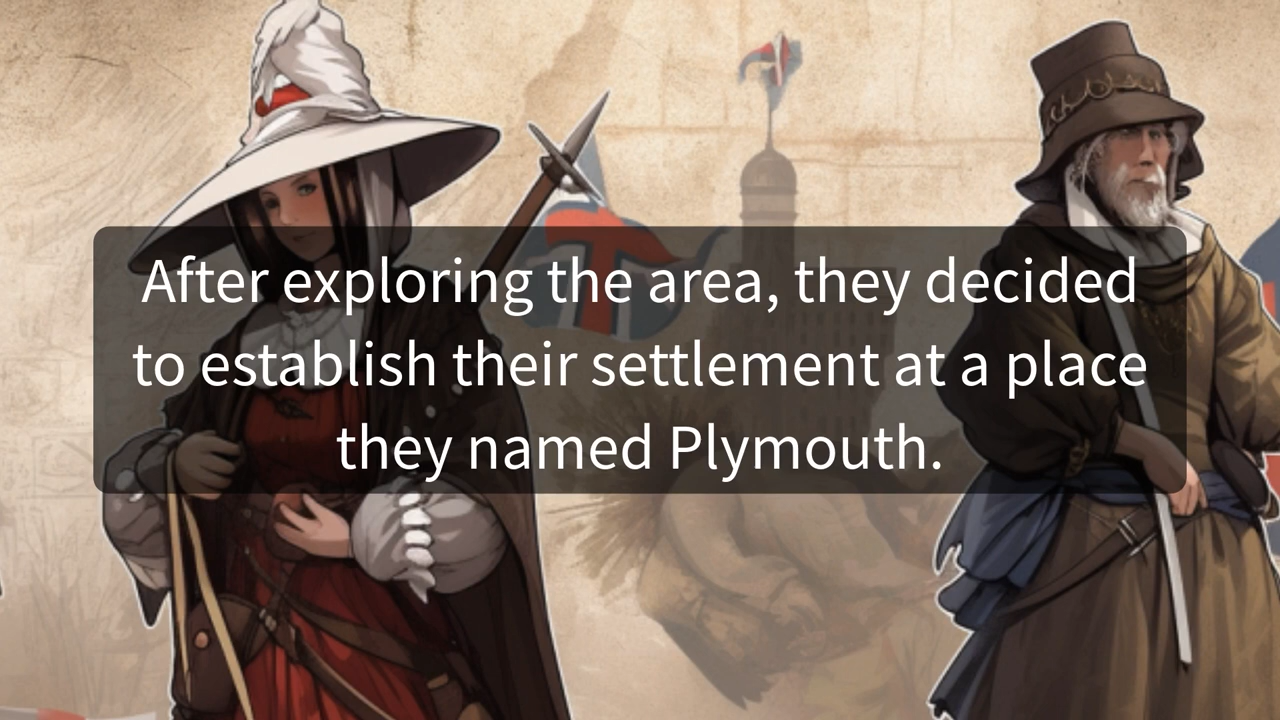 After exploring the area, they decided
to establish their settlement at a place
they named Plymouth.